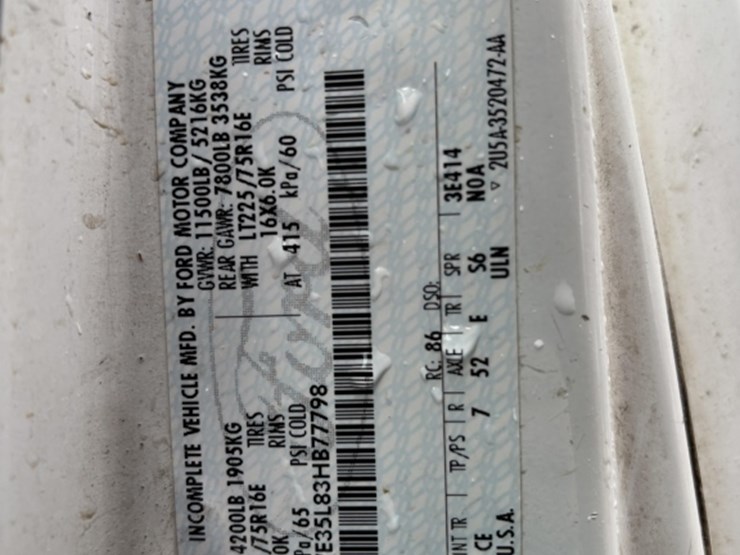 INCOMPLETE VEHICLE MFD. BY FORD MOTOR COMPANY
GVWR: 11500LB/ 5216KG
4200LB 1905KG REAR GAWR: 7800LB 3538KG
/75R16E TIRES WITH LT225/75R16E TIRES
0K RIMS 16X6.0K RIMS
Pa/65 PSI COLD AT 415 kPa/60 PSI COLD
E35L83HB77798
RC: 86 DSO:
INT TR TP/PS R AXLE TR SPR 3E414
CE 7 52 E S6 N0A
U.S.A. ULN ▽ 2U5A-3520472-AA
Ford